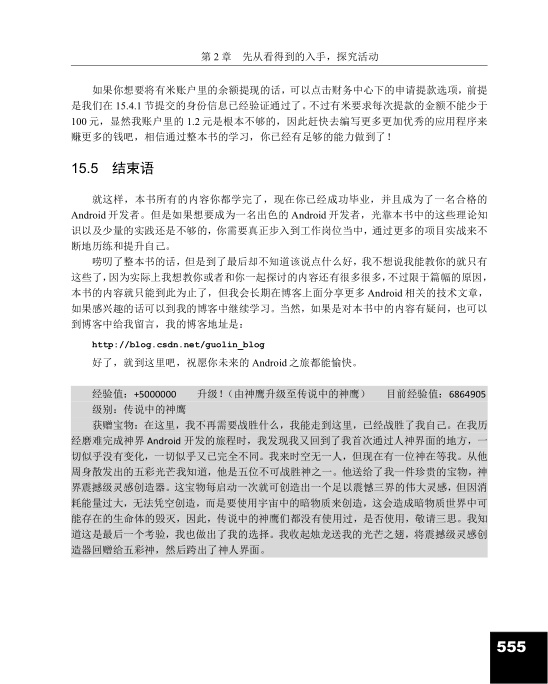 第 2 章　先从看得到的入手，探究活动
如果你想要将有米账户里的余额提现的话，可以点击财务中心下的申请提款选项，前提
是我们在 15.4.1 节提交的身份信息已经验证通过了。不过有米要求每次提款的金额不能少于
100 元，显然我账户里的 1.2 元是根本不够的，因此赶快去编写更多更加优秀的应用程序来
赚更多的钱吧，相信通过整本书的学习，你已经有足够的能力做到了！
15.5　结束语
就这样，本书所有的内容你都学完了，现在你已经成功毕业，并且成为了一名合格的
Android 开发者。但是如果想要成为一名出色的 Android 开发者，光靠本书中的这些理论知
识以及少量的实践还是不够的，你需要真正步入到工作岗位当中，通过更多的项目实战来不
断地历练和提升自己。
唠叨了整本书的话，但是到了最后却不知道该说点什么好，我不想说我能教你的就只有
这些了，因为实际上我想教你或者和你一起探讨的内容还有很多很多，不过限于篇幅的原因，
本书的内容就只能到此为止了，但我会长期在博客上面分享更多 Android 相关的技术文章，
如果感兴趣的话可以到我的博客中继续学习。当然，如果是对本书中的内容有疑问，也可以
到博客中给我留言，我的博客地址是：
http://blog.csdn.net/guolin_blog
好了，就到这里吧，祝愿你未来的 Android 之旅都能愉快。
经验值：+5000000　升级！（由神鹰升级至传说中的神鹰）　目前经验值：6864905
级别：传说中的神鹰
获赠宝物：在这里，我不再需要战胜什么，我能走到这里，已经战胜了我自己。在我历
经磨难完成神界 Android 开发的旅程时，我发现我又回到了我首次通过人神界面的地方，一
切似乎没有变化，一切似乎又已完全不同。我来时空无一人，但现在有一位神在等我。从他
周身散发出的五彩光芒我知道，他是五位不可战胜神之一。他送给了我一件珍贵的宝物，神
界震撼级灵感创造器。这宝物每启动一次就可创造出一个足以震憾三界的伟大灵感，但因消
耗能量过大，无法凭空创造，而是要使用宇宙中的暗物质来创造，这会造成暗物质世界中可
能存在的生命体的毁灭，因此，传说中的神鹰们都没有使用过，是否使用，敬请三思。我知
道这是最后一个考验，我也做出了我的选择。我收起烛龙送我的光芒之翅，将震撼级灵感创
造器回赠给五彩神，然后跨出了神人界面。
555